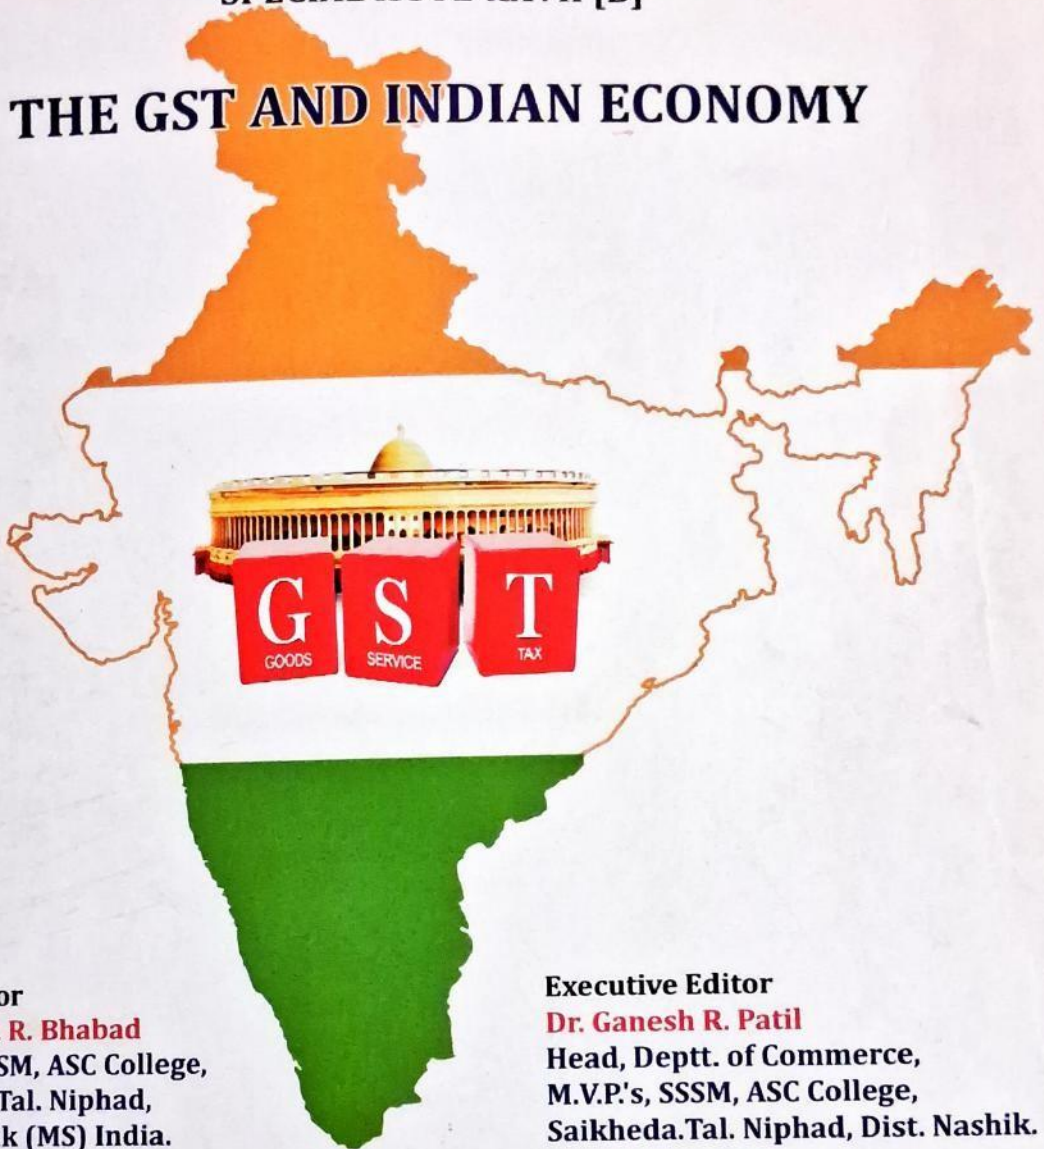 THE GST AND INDIAN ECONOMY
G
GOODS
S
SERVICE
T
TAX
R. Bhabad
ASC College,
Tal. Niphad,
(MS) India.
Executive Editor
Dr. Ganesh R. Patil
Head, Deptt. of Commerce,
M.V.P.'s, SSSM, ASC College,
Saikheda.Tal. Niphad, Dist. Nashik.